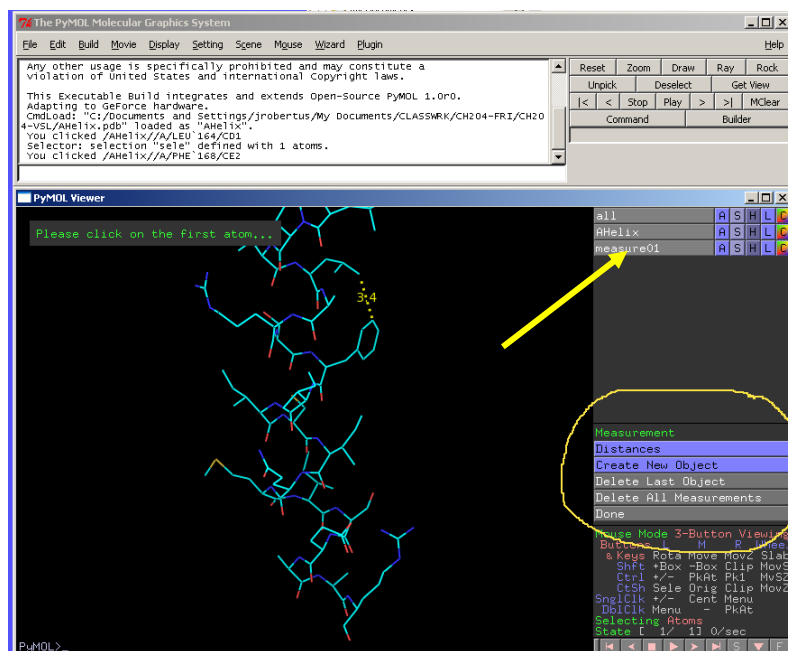 The PyMOL Molecular Graphics System
File Edit Build Movie Display Setting Scene Mouse Wizard Plugin Help
Any other usage is specifically prohibited and may constitute a
violation of United States and international Copyright laws.
This Executable Build integrates and extends Open-Source PyMOL 1.0r0.
Adapting to GeForce hardware.
CmdLoad: "C:/Documents and Settings/jrobertus/My Documents/CLASSWRK/CH204-FRI/CH20
4-VSL/AHelix.pdb" loaded as "AHelix".
You clicked /AHelix//A/LEU`164/CD1
Selector: selection "sele" defined with 1 atoms.
You clicked /AHelix//A/PHE`168/CE2
Reset Zoom Draw Ray Rock
Unpick Deselect Get View
|< < Stop Play > >| MClear
Command Builder
PyMOL Viewer
Please click on the first atom...
3.4
all A S H L C
AHelix A S H L C
measure01 A S H L C
Measurement
Distances
Create New Object
Delete Last Object
Delete All Measurements
Done
Mouse Mode 3-Button Viewing
Buttons L M R Wheel
& Keys Rota Move MovZ Slab
Shft +Box -Box Clip MovS
Ctrl +/- PkAt Pk1 MvSZ
CtSh Sele Orig Clip MovZ
SnglClk +/- Cent Menu
DblClk Menu - PkAt
Selecting Atoms
State [ 1/ 1] 0/sec
S F
PyMOL>_